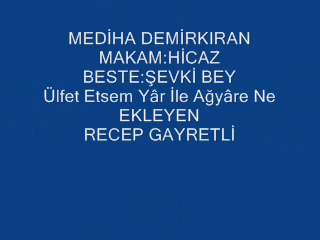 MEDİHA DEMİRKIRAN
MAKAM:HİCAZ
BESTE:ŞEVKİ BEY
Ülfet Etsem Yâr İle Ağyâre Ne
EKLEYEN
RECEP GAYRETLİ